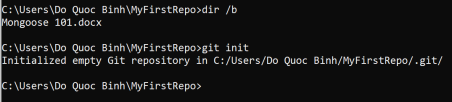 C:\Users\Do Quoc Binh\MyFirstRepo>dir /b
Mongoose 101.docx
C:\Users\Do Quoc Binh\MyFirstRepo>git init
Initialized empty Git repository in C:/Users/Do Quoc Binh/MyFirstRepo/.git/
C:\Users\Do Quoc Binh\MyFirstRepo>